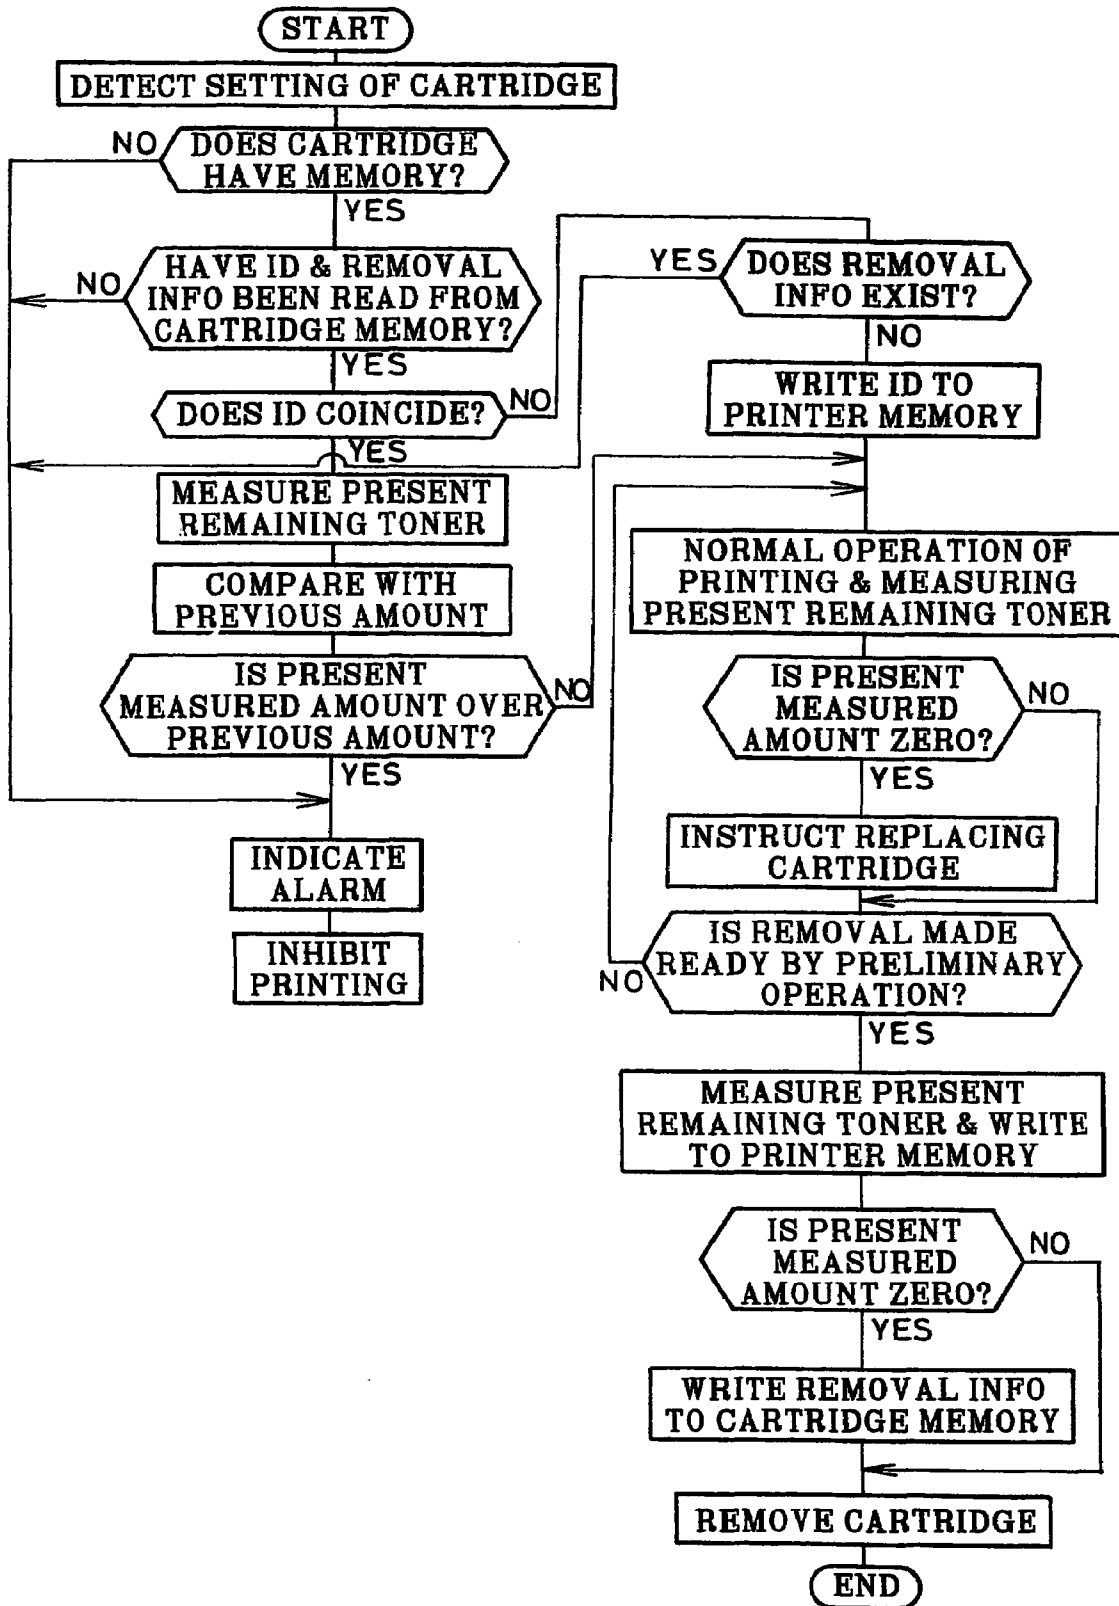 START
DETECT SETTING OF CARTRIDGE
NO
DOES CARTRIDGE
HAVE MEMORY?
YES
NO
HAVE ID & REMOVAL
INFO BEEN READ FROM
CARTRIDGE MEMORY?
YES
DOES ID COINCIDE?
NO
YES
MEASURE PRESENT
REMAINING TONER
COMPARE WITH
PREVIOUS AMOUNT
IS PRESENT
MEASURED AMOUNT OVER
PREVIOUS AMOUNT?
NO
YES
INDICATE
ALARM
INHIBIT
PRINTING
YES
DOES REMOVAL
INFO EXIST?
NO
WRITE ID TO
PRINTER MEMORY
NORMAL OPERATION OF
PRINTING & MEASURING
PRESENT REMAINING TONER
IS PRESENT
MEASURED
AMOUNT ZERO?
NO
YES
INSTRUCT REPLACING
CARTRIDGE
IS REMOVAL MADE
READY BY PRELIMINARY
OPERATION?
NO
YES
MEASURE PRESENT
REMAINING TONER & WRITE
TO PRINTER MEMORY
IS PRESENT
MEASURED
AMOUNT ZERO?
NO
YES
WRITE REMOVAL INFO
TO CARTRIDGE MEMORY
REMOVE CARTRIDGE
END